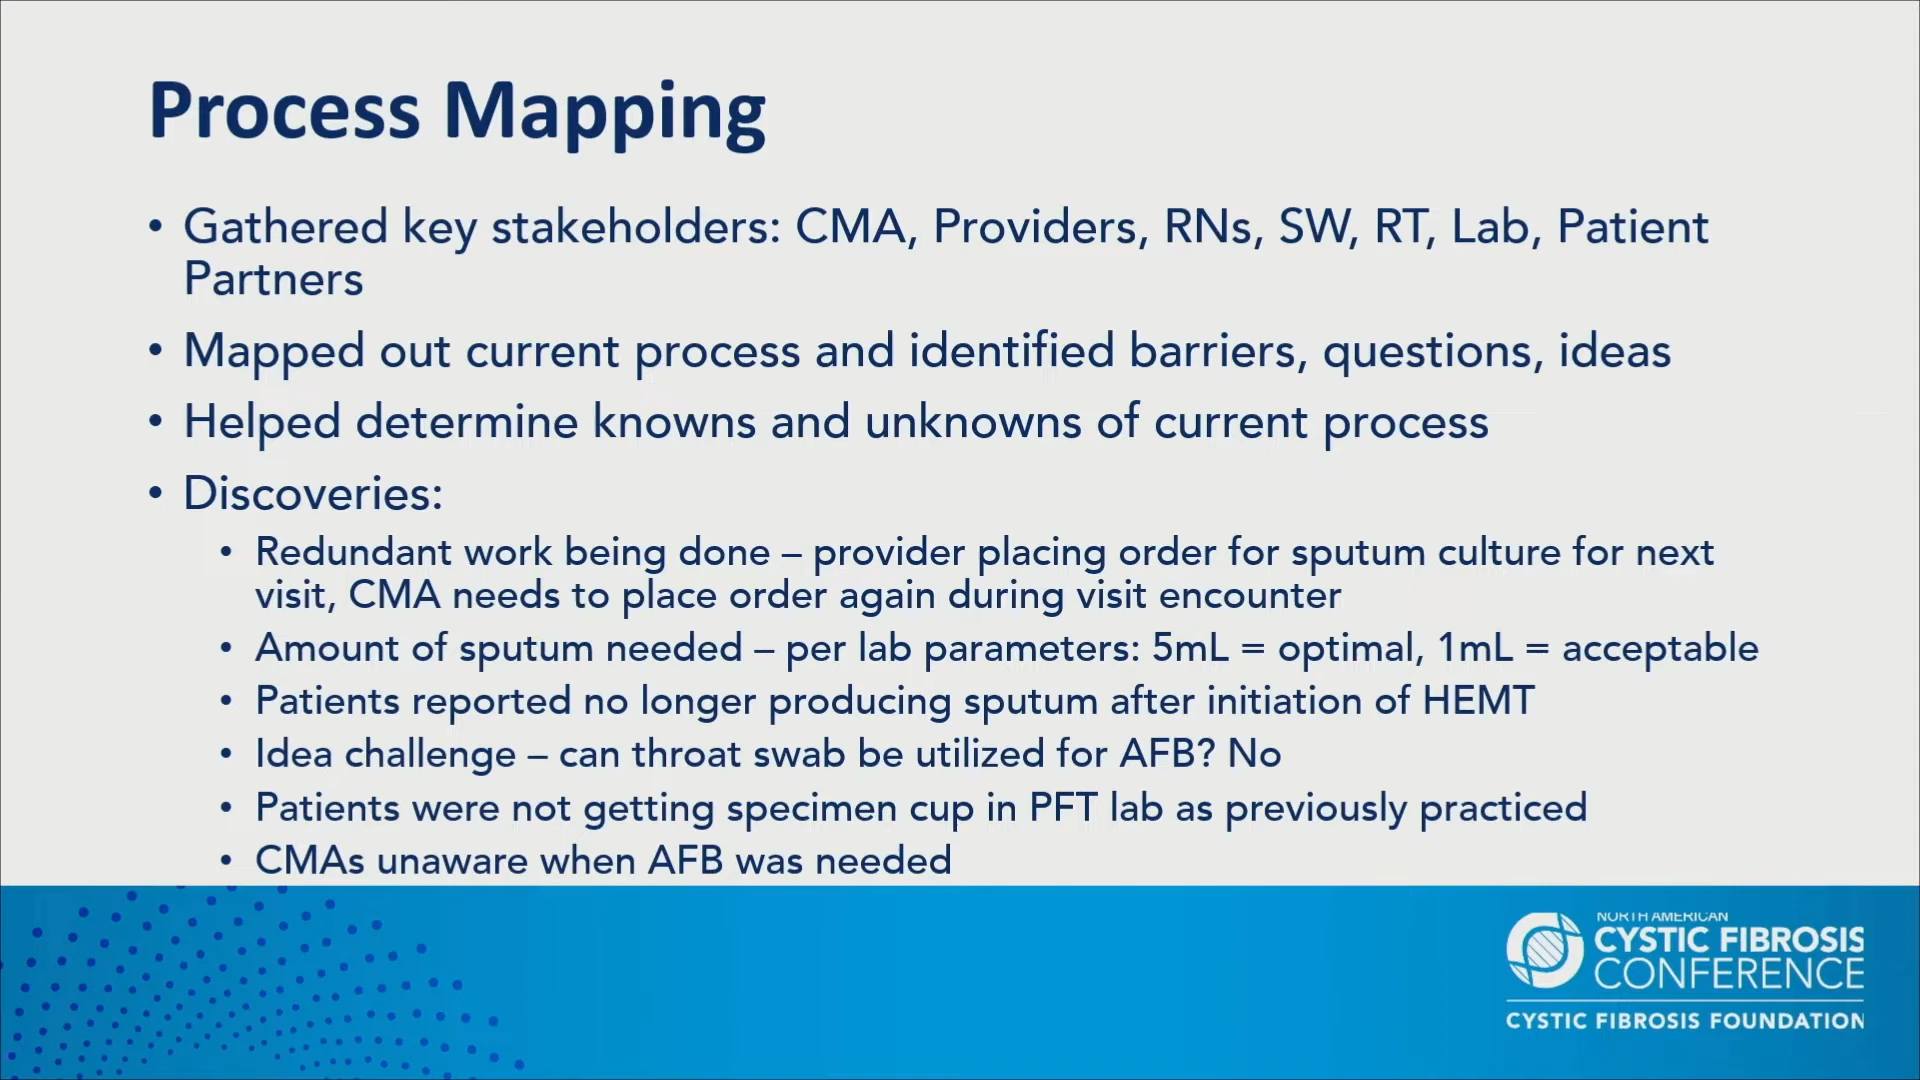 Process Mapping
• Gathered key stakeholders: CMA, Providers, RNs, SW, RT, Lab, Patient
Partners
• Mapped out current process and identified barriers, questions, ideas
• Helped determine knowns and unknowns of current process
• Discoveries:
• Redundant work being done – provider placing order for sputum culture for next
visit, CMA needs to place order again during visit encounter
• Amount of sputum needed – per lab parameters: 5mL = optimal, 1mL = acceptable
• Patients reported no longer producing sputum after initiation of HEMT
• Idea challenge – can throat swab be utilized for AFB? No
• Patients were not getting specimen cup in PFT lab as previously practiced
• CMAs unaware when AFB was needed
NORTH AMERICAN
CYSTIC FIBROSIS
CONFERENCE
CYSTIC FIBROSIS FOUNDATION